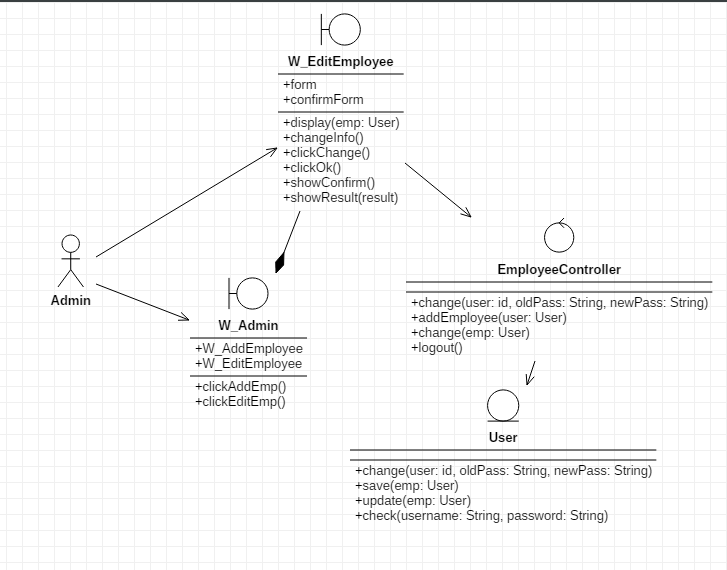 W_EditEmployee
+form
+confirmForm
+display(emp: User)
+changeInfo()
+clickChange()
+clickOk()
+showConfirm()
+showResult(result)
Admin
W_Admin
+W_AddEmployee
+W_EditEmployee
+clickAddEmp()
+clickEditEmp()
EmployeeController
+change(user: id, oldPass: String, newPass: String)
+addEmployee(user: User)
+change(emp: User)
+logout()
User
+change(user: id, oldPass: String, newPass: String)
+save(emp: User)
+update(emp: User)
+check(username: String, password: String)